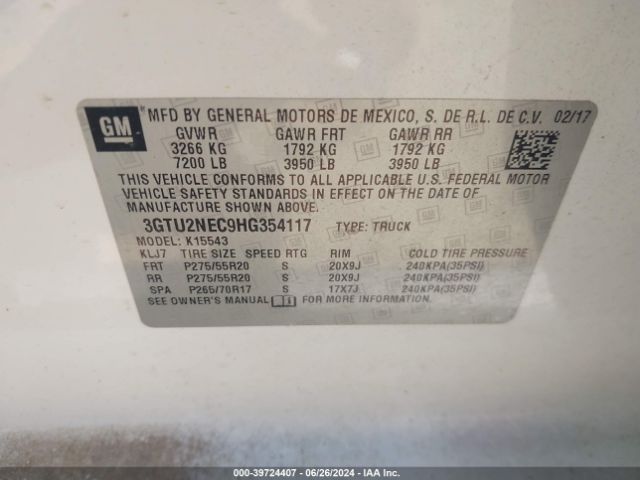 GM
MFD BY GENERAL MOTORS DE MEXICO, S. DE R.L. DE C.V. 02/17
GVWR GAWR FRT GAWR RR
3266 KG 1792 KG 1792 KG
7200 LB 3950 LB 3950 LB
THIS VEHICLE CONFORMS TO ALL APPLICABLE U.S. FEDERAL MOTOR
VEHICLE SAFETY STANDARDS IN EFFECT ON THE DATE OF
MANUFACTURE SHOWN ABOVE.
3GTU2NEC9HG354117 TYPE: TRUCK
MODEL: K15543
KLJ7 TIRE SIZE SPEED RTG RIM COLD TIRE PRESSURE
FRT P275/55R20 S 20X9J 240KPA(35PSI)
RR P275/55R20 S 20X9J 240KPA(35PSI)
SPA P265/70R17 S 17X7J 240KPA(35PSI)
SEE OWNER'S MANUAL FOR MORE INFORMATION
000-39724407 - 06/26/2024 - IAA Inc.